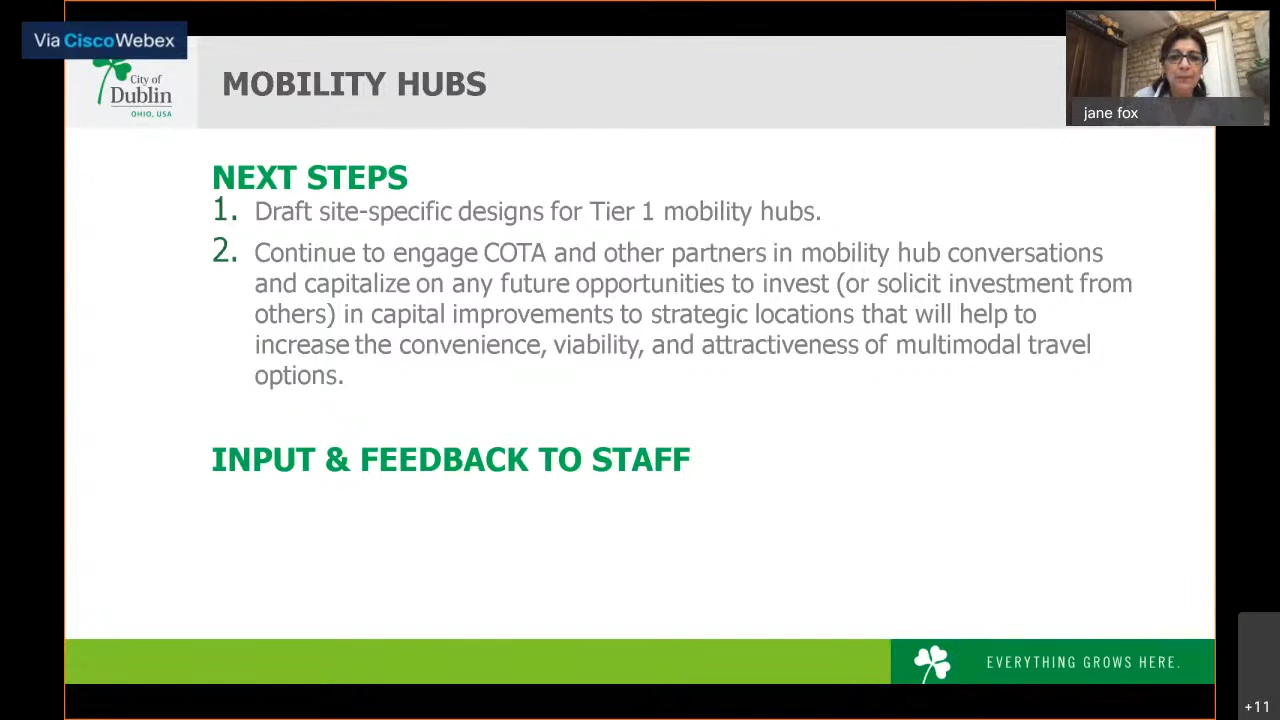 Via CiscoWebex
City of
Dublin
OHIO, USA
MOBILITY HUBS
jane fox
NEXT STEPS
1. Draft site-specific designs for Tier 1 mobility hubs.
2. Continue to engage COTA and other partners in mobility hub conversations
and capitalize on any future opportunities to invest (or solicit investment from
others) in capital improvements to strategic locations that will help to
increase the convenience, viability, and attractiveness of multimodal travel
options.
INPUT & FEEDBACK TO STAFF
EVERYTHING GROWS HERE.
+11